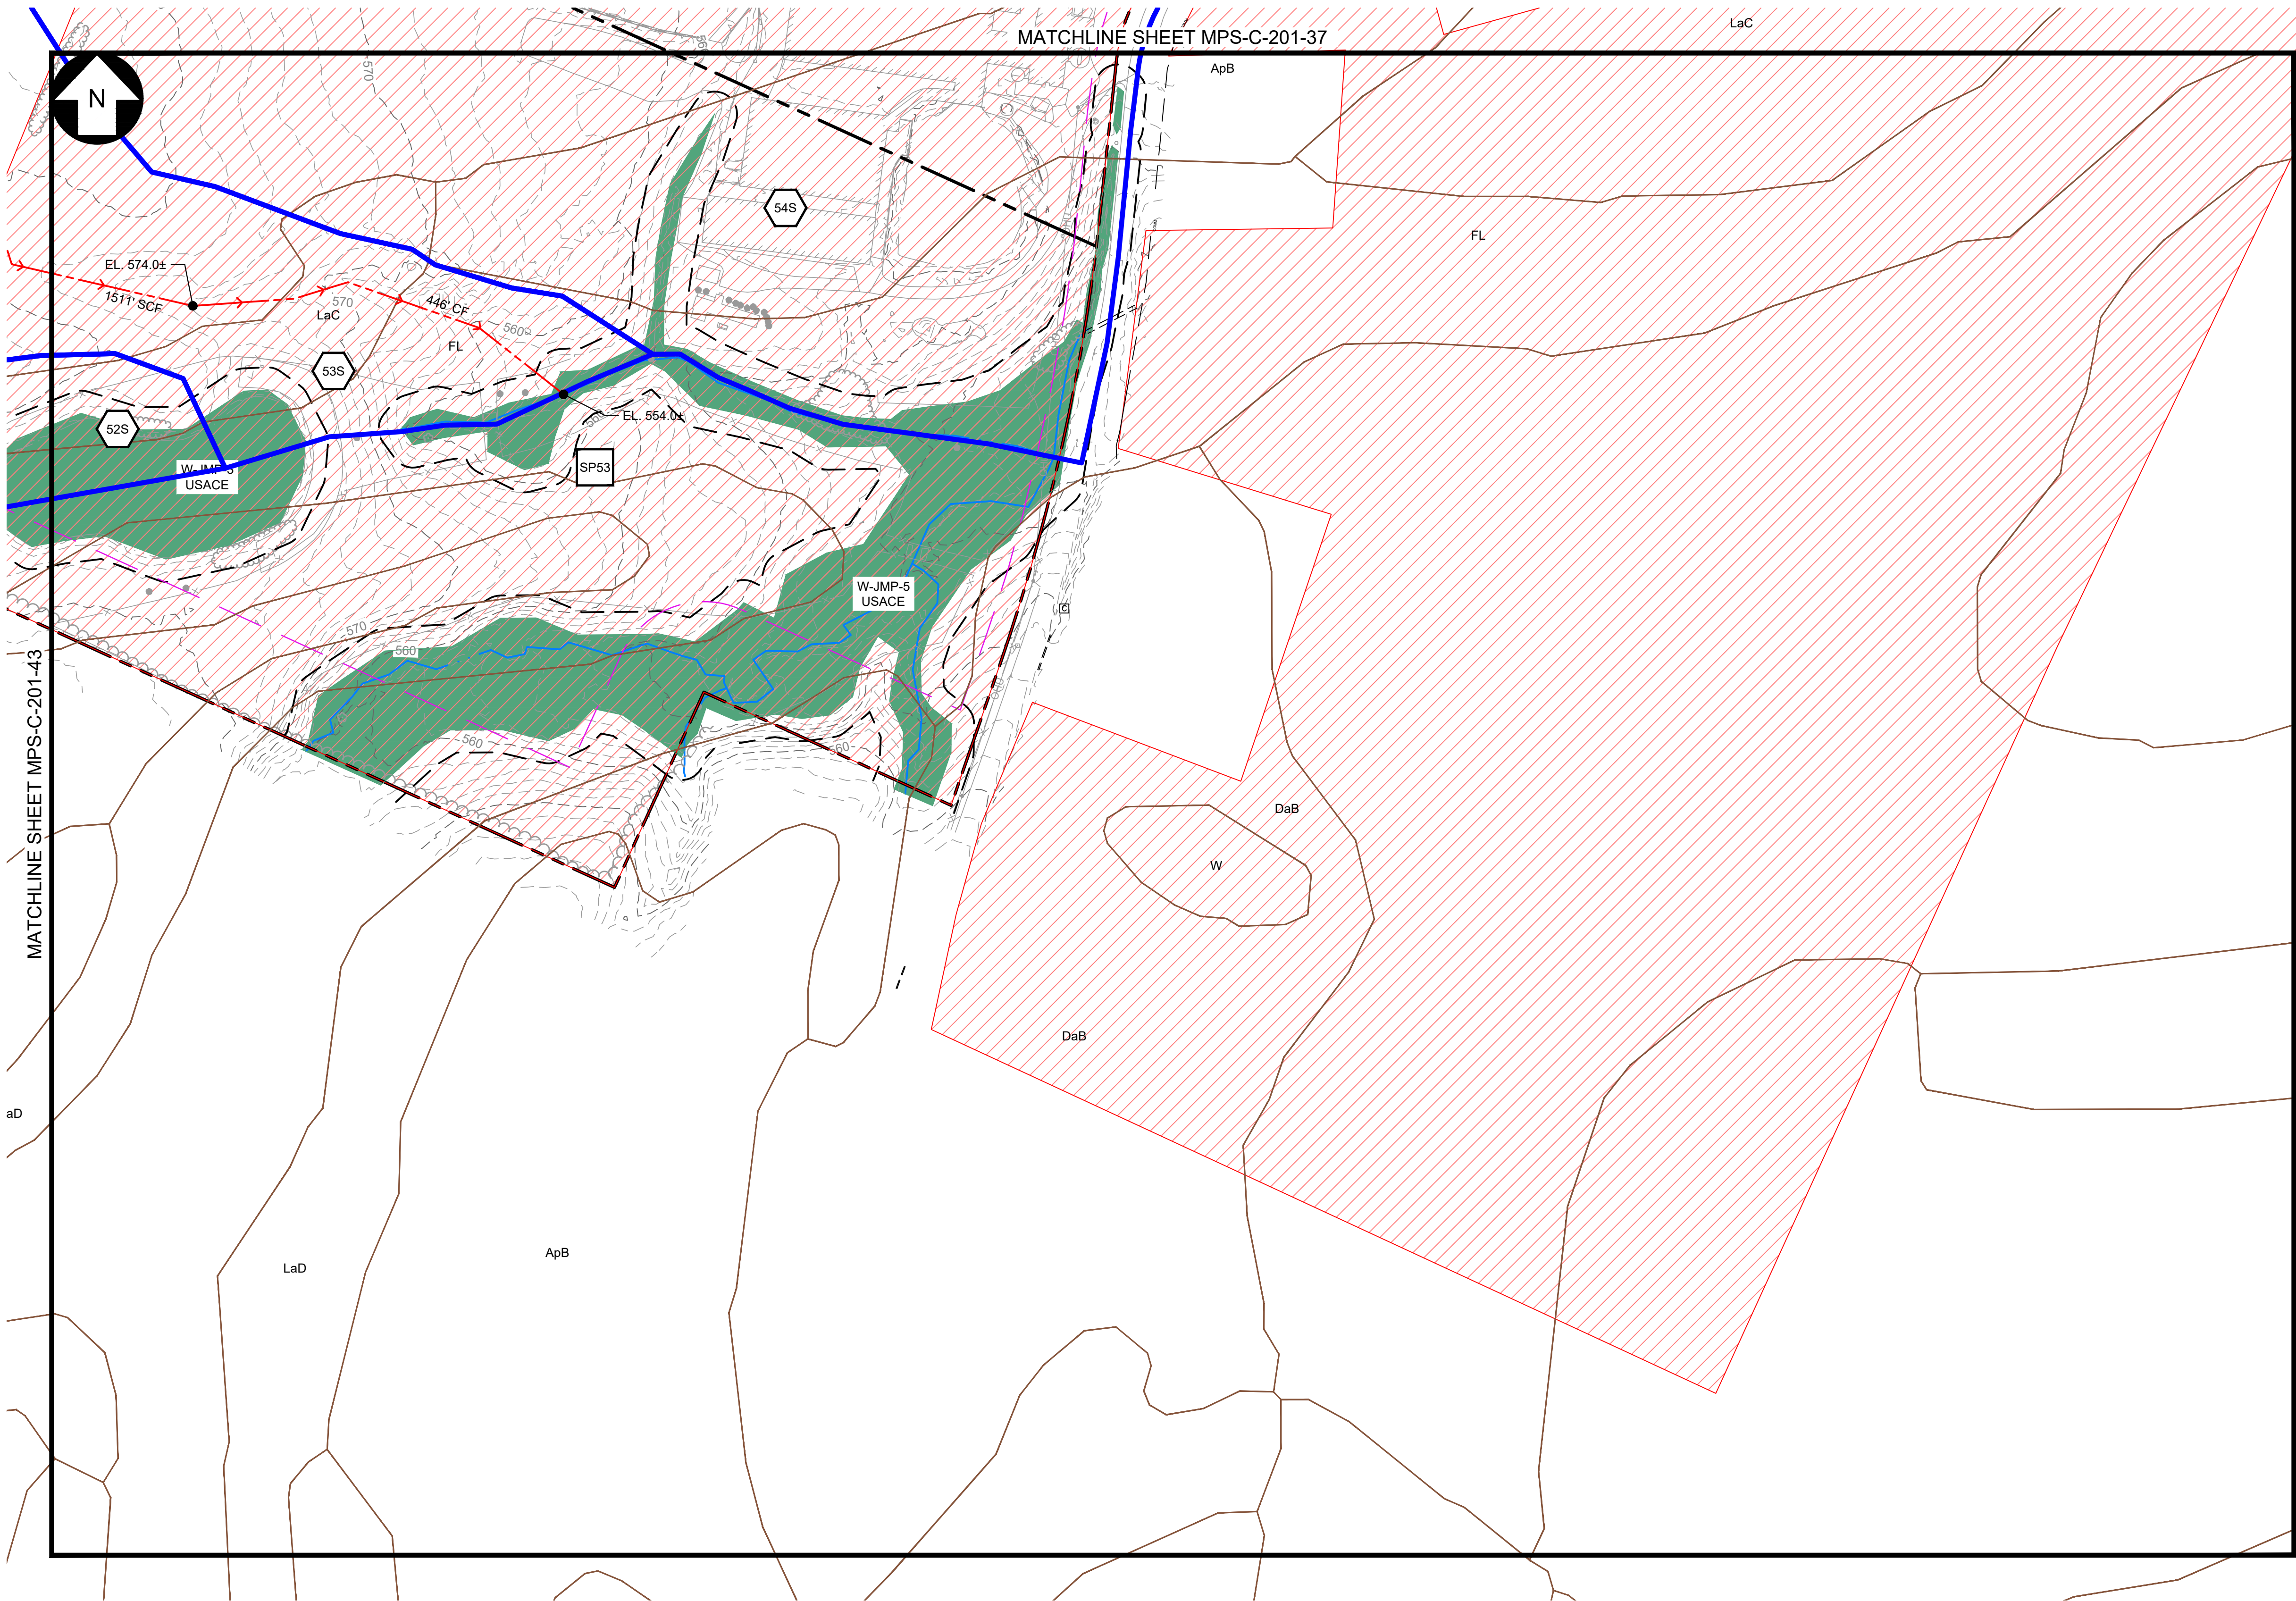 LaC
MATCHLINE SHEET MPS-C-201-37
570
ApB
N
54S
FL
EL. 574.0±
1511' SCF
570
LaC
446' CF
560
FL
53S
EL. 554.0±
52S
SP53
USACE
W-JMP-5
USACE
C
570
560
MATCHLINE SHEET MPS-C-201-43
560
560
DaB
W
DaB
aD
ApB
LaD